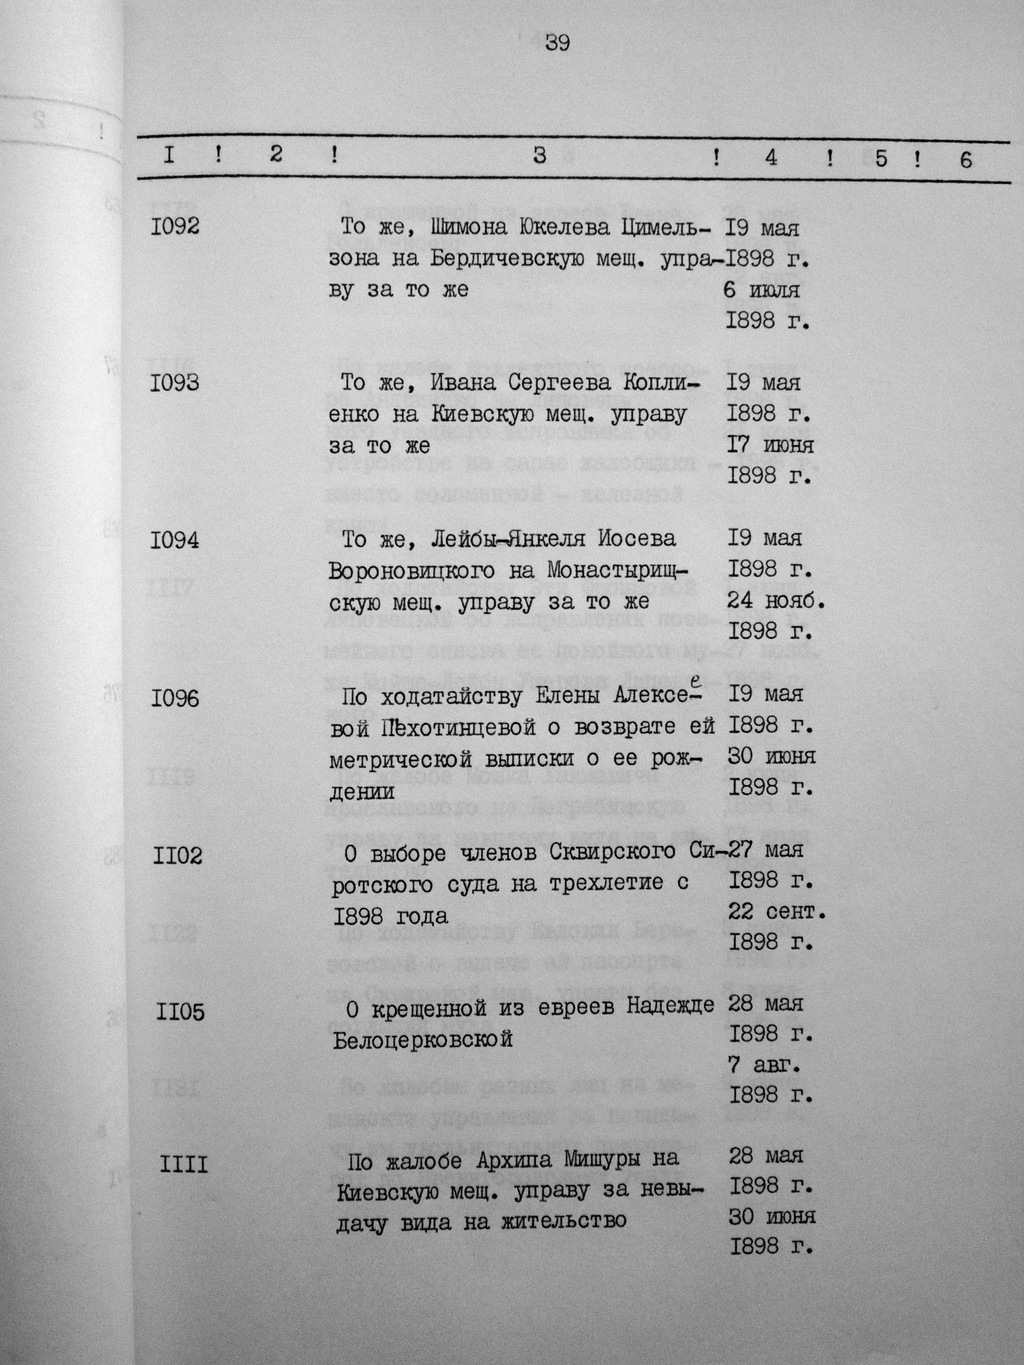 39
I ! 2 ! 3 ! 4 ! 5 ! 6
I092 То же, Шимона Юкелева Цимель- I9 мая
зона на Бердичевскую мещ. упра- I898 г.
ву за то же 6 июля
I898 г.
I093 То же, Ивана Сергеева Копли- I9 мая
енко на Киевскую мещ. управу I898 г.
за то же I7 июня
I898 г.
I094 То же, Лейбы-Янкеля Иосева I9 мая
Вороновицкого на Монастырищ- I898 г.
скую мещ. управу за то же 24 нояб.
I898 г.
I096 По ходатайству Елены Алексее- I9 мая
вой Пехотинцевой о возврате ей I898 г.
метрической выписки о ее рож- 30 июня
дении I898 г.
II02 О выборе членов Сквирского Си- 27 мая
ротского суда на трехлетие с I898 г.
I898 года 22 сент.
I898 г.
II05 О крещенной из евреев Надежде 28 мая
Белоцерковской I898 г.
7 авг.
I898 г.
IIII По жалобе Архипа Мишуры на 28 мая
Киевскую мещ. управу за невы- I898 г.
дачу вида на жительство 30 июня
I898 г.